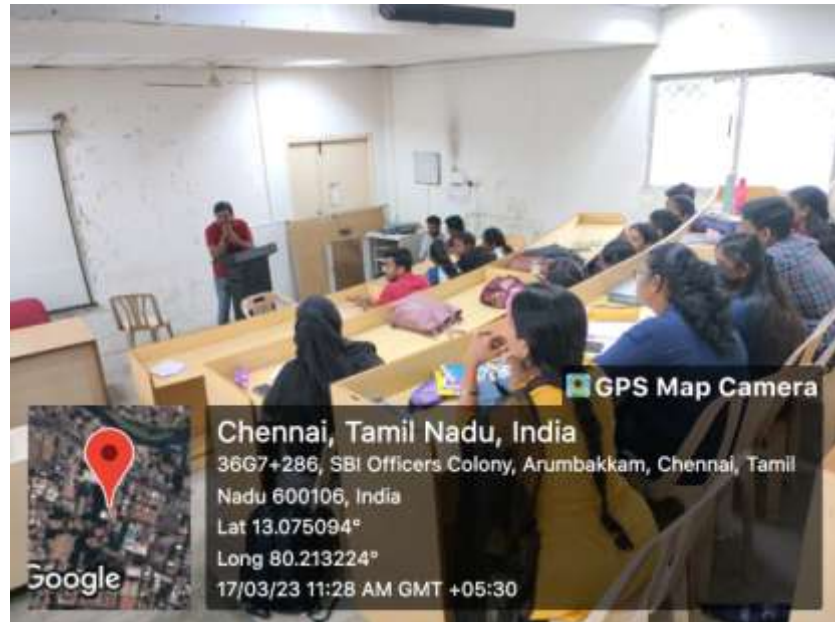 GPS Map Camera
Chennai, Tamil Nadu, India
36G7+286, SBI Officers Colony, Arumbakkam, Chennai, Tamil
Nadu 600106, India
Lat 13.075094°
Long 80.213224°
17/03/23 11:28 AM GMT +05:30
Google